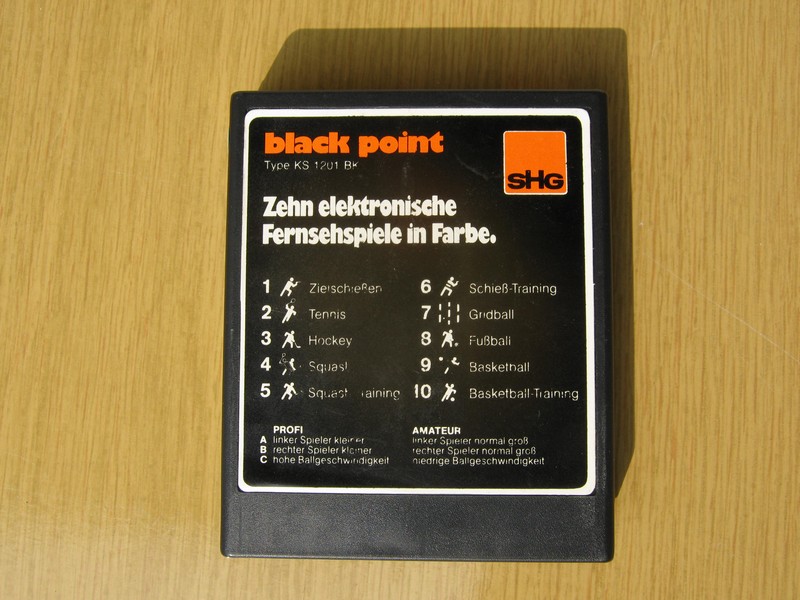 black point
Type KS 1201 BK
SHG
Zehn elektronische
Fernsehspiele in Farbe.
1 Zielschießen
2 Tennis
3 Hockey
4 Squash
5 Squash-Training
6 Schieß-Training
7 Gridball
8 Fußball
9 Basketball
10 Basketball-Training
PROFI
A linker Spieler kleiner
B rechter Spieler kleiner
C hohe Ballgeschwindigkeit
AMATEUR
linker Spieler normal groß
rechter Spieler normal groß
niedrige Ballgeschwindigkeit